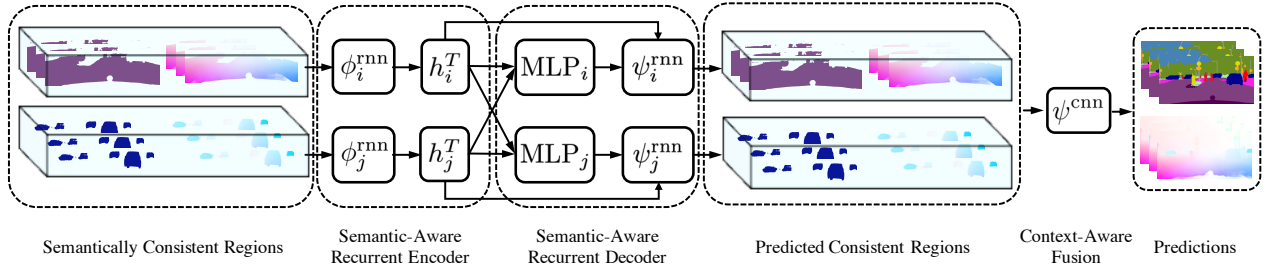 ϕ_i^rnn
h_i^T
MLP_i
ψ_i^rnn
ψ^cnn
ϕ_j^rnn
h_j^T
MLP_j
ψ_j^rnn
Semantically Consistent Regions
Semantic-Aware
Recurrent Encoder
Semantic-Aware
Recurrent Decoder
Predicted Consistent Regions
Context-Aware
Fusion
Predictions